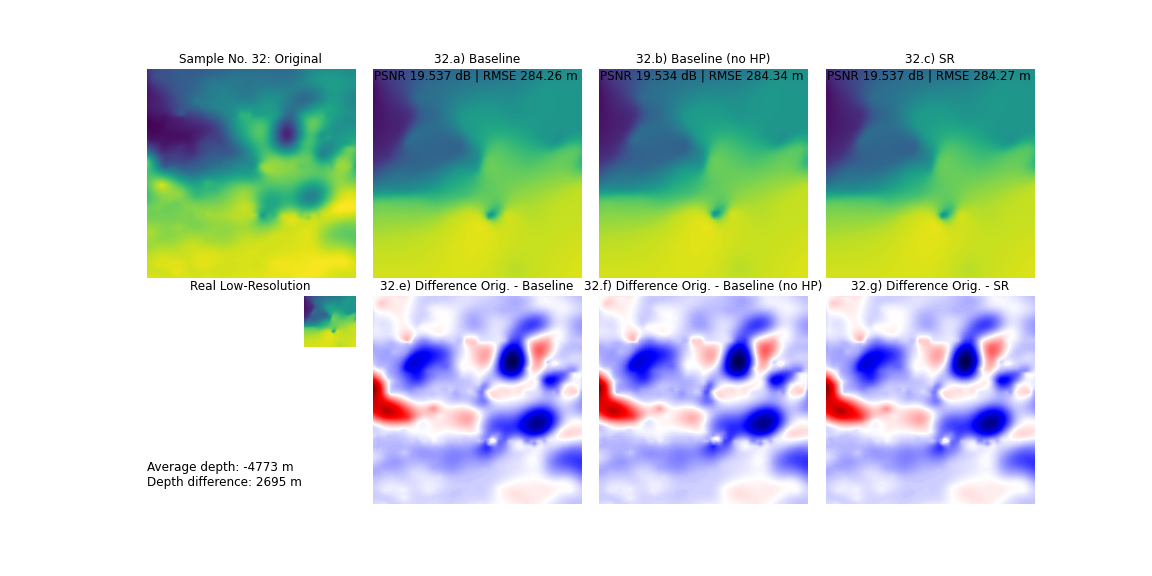 Sample No. 32: Original
32.a) Baseline
32.b) Baseline (no HP)
32.c) SR
PSNR 19.537 dB | RMSE 284.26 m
PSNR 19.534 dB | RMSE 284.34 m
PSNR 19.537 dB | RMSE 284.27 m
Real Low-Resolution
32.e) Difference Orig. - Baseline
32.f) Difference Orig. - Baseline (no HP)
32.g) Difference Orig. - SR
Average depth: -4773 m
Depth difference: 2695 m